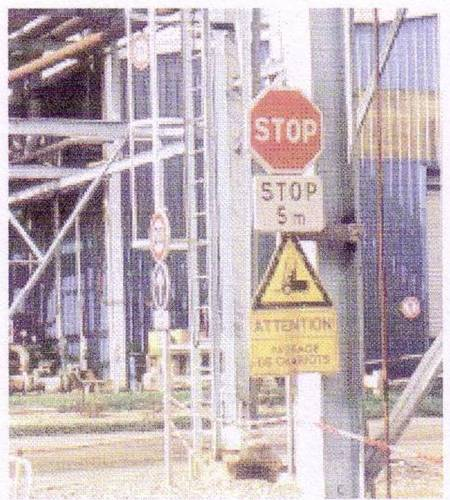 STOP
STOP
5 m
ATTENTION
PASSAGE
DE CHARIOTS